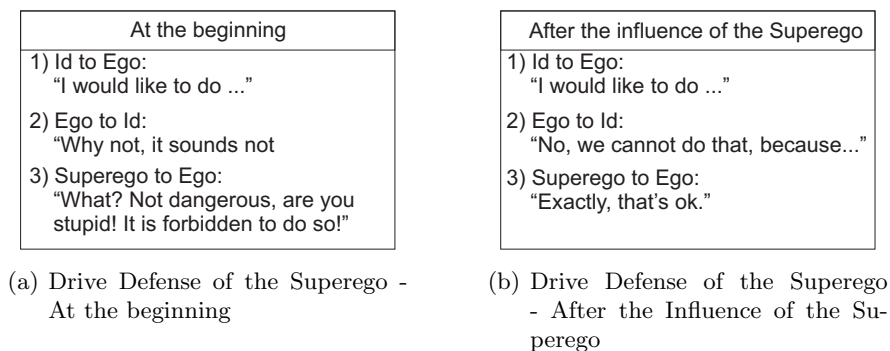 At the beginning
1) Id to Ego:
“I would like to do ...”
2) Ego to Id:
“Why not, it sounds not
3) Superego to Ego:
“What? Not dangerous, are you
stupid! It is forbidden to do so!”
(a) Drive Defense of the Superego -
At the beginning
After the influence of the Superego
1) Id to Ego:
“I would like to do ...”
2) Ego to Id:
“No, we cannot do that, because...”
3) Superego to Ego:
“Exactly, that’s ok.”
(b) Drive Defense of the Superego
- After the Influence of the Su-
perego